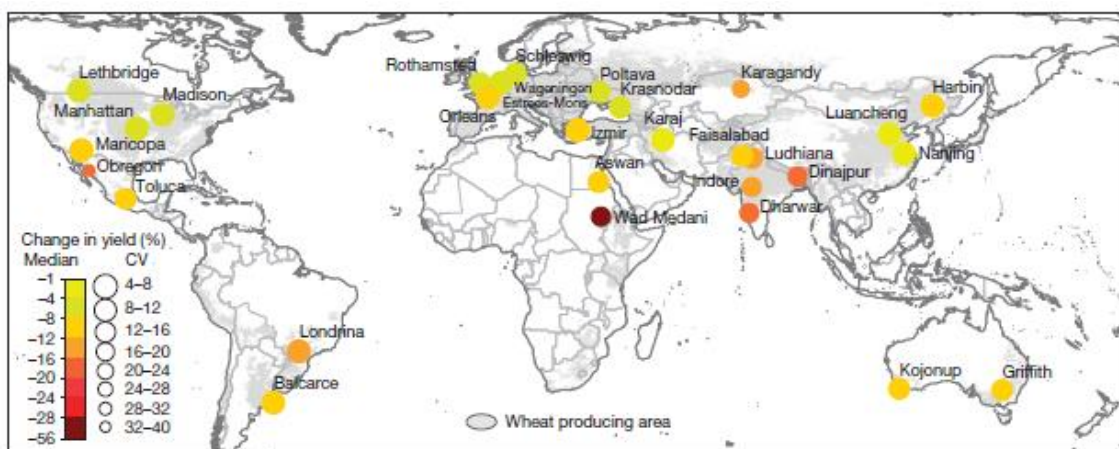 Lethbridge
Madison
Manhattan
Maricopa
Obregon
Toluca
Londrina
Balcarce
Rothamsted
Schleswig
Wageningen
Estrees-Mons
Orleans
Poltava
Krasnodar
Izmir
Karaj
Aswan
Wad Medani
Karagandy
Faisalabad
Ludhiana
Indore
Dinajpur
Dharwar
Harbin
Luancheng
Nanjing
Kojonup
Griffith
Change in yield (%)
Median CV
−1
−4
−8
−12
−16
−20
−24
−28
−56
4–8
8–12
12–16
16–20
20–24
24–28
28–32
32–40
Wheat producing area